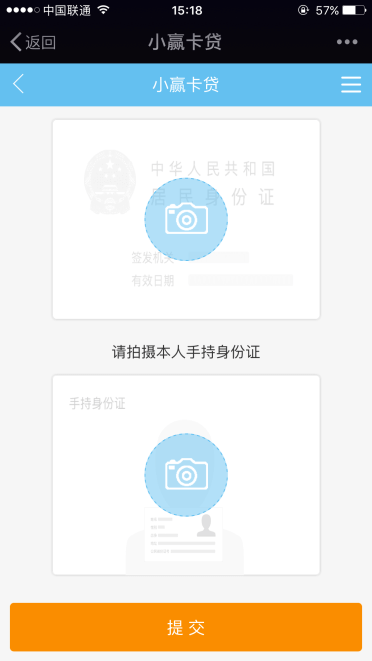 中国联通 15:18 57%
返回 小赢卡贷
小赢卡贷
中华人民共和国
居民身份证
签发机关
有效日期
请拍摄本人手持身份证
手持身份证
提交